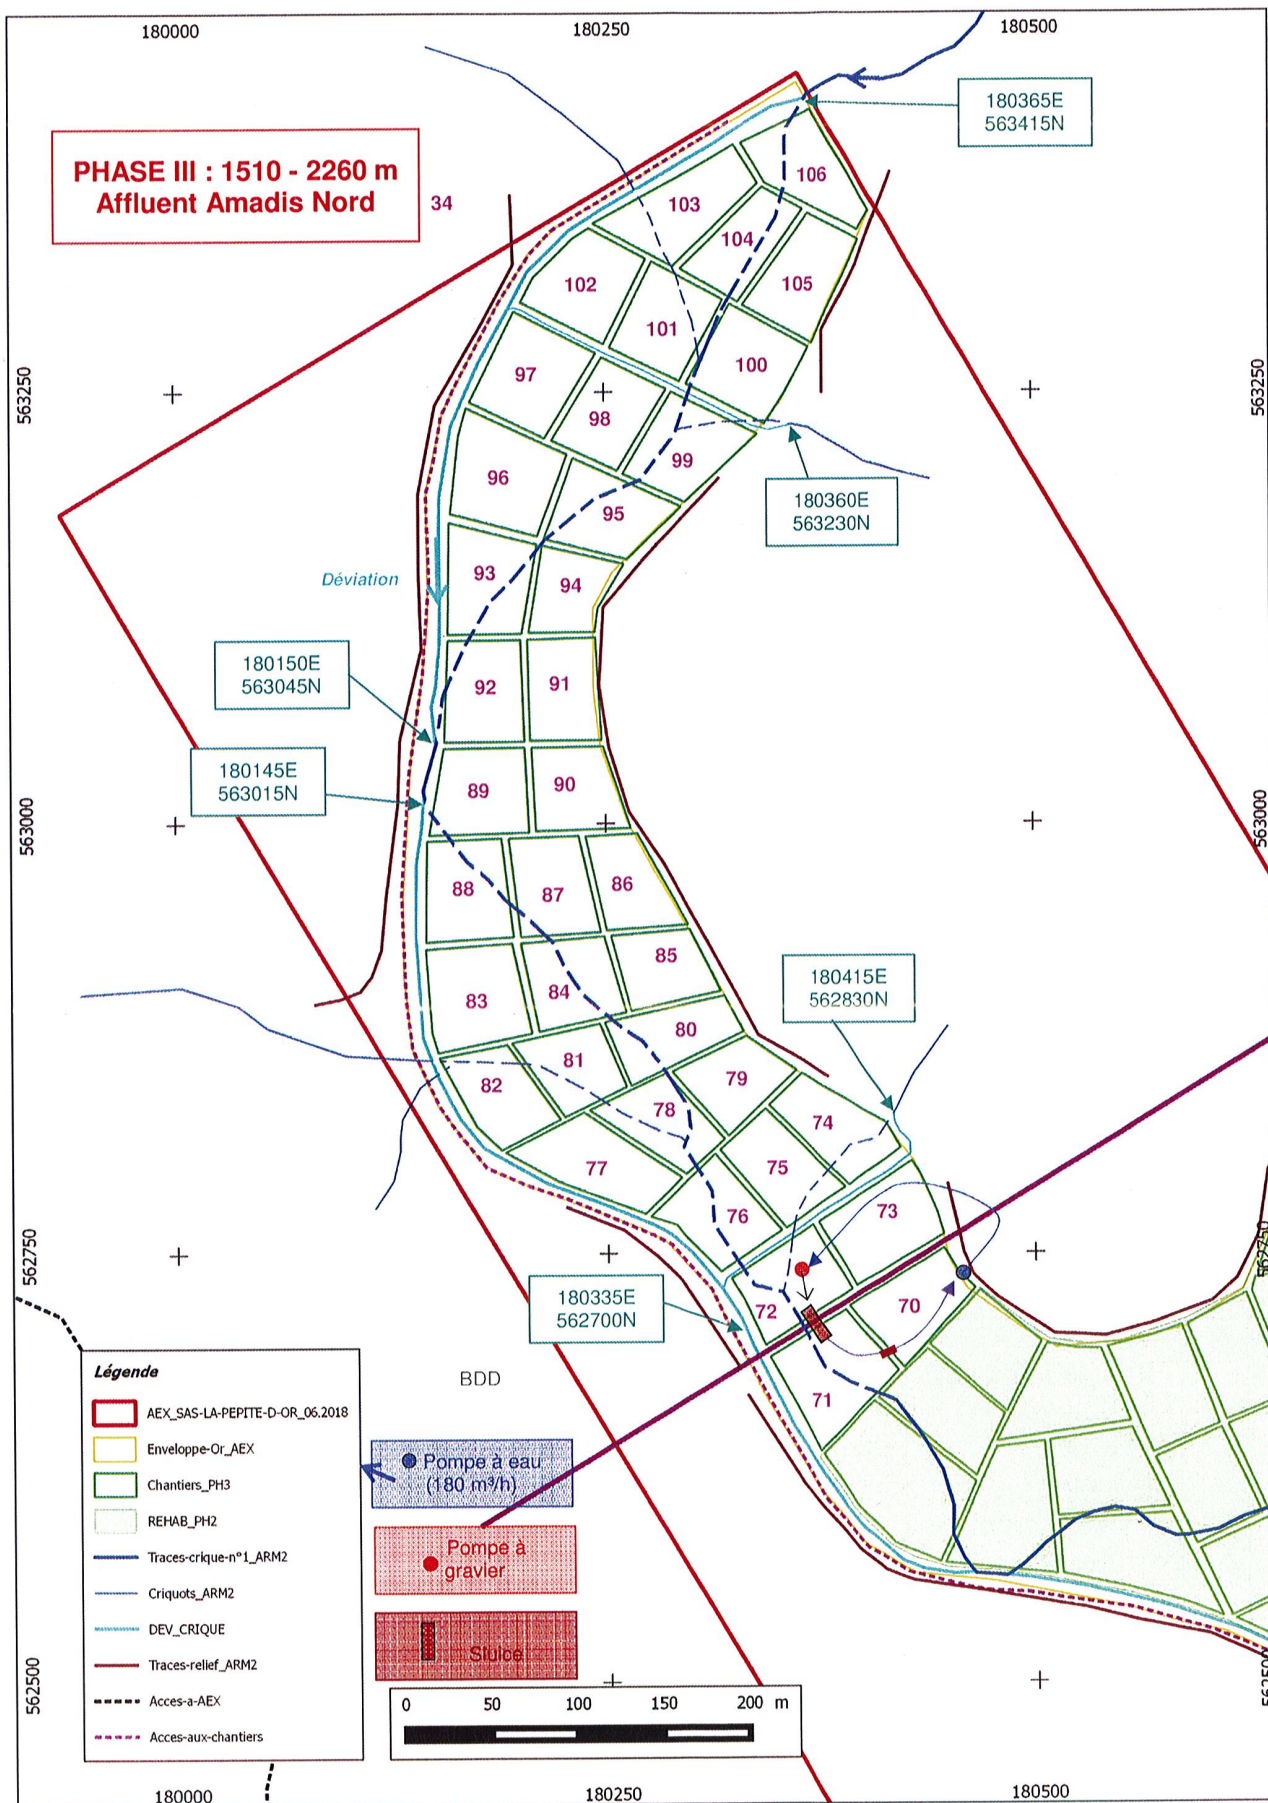 180000
180250
180500
180365E
563415N
PHASE III : 1510 - 2260 m
Affluent Amadis Nord
34
106
103
104
105
102
101
100
563250
563250
97
98
99
96
95
180360E
563230N
93
94
Déviation
180150E
563045N
92
91
180145E
563015N
89
90
563000
563000
88
87
86
85
83
84
180415E
562830N
80
81
82
79
78
74
77
75
76
73
562750
562750
72
70
180335E
562700N
71
BDD
Légende
AEX_SAS-LA-PEPITE-D-OR_06.2018
Enveloppe-Or_AEX
Chantiers_PH3
REHAB_PH2
Traces-crique-n°1_ARM2
Criquots_ARM2
DEV_CRIQUE
Traces-relief_ARM2
Acces-a-AEX
Acces-aux-chantiers
Pompe à eau
(180 m³/h)
Pompe à
gravier
Sluice
562500
0 50 100 150 200 m
180000
180250
180500